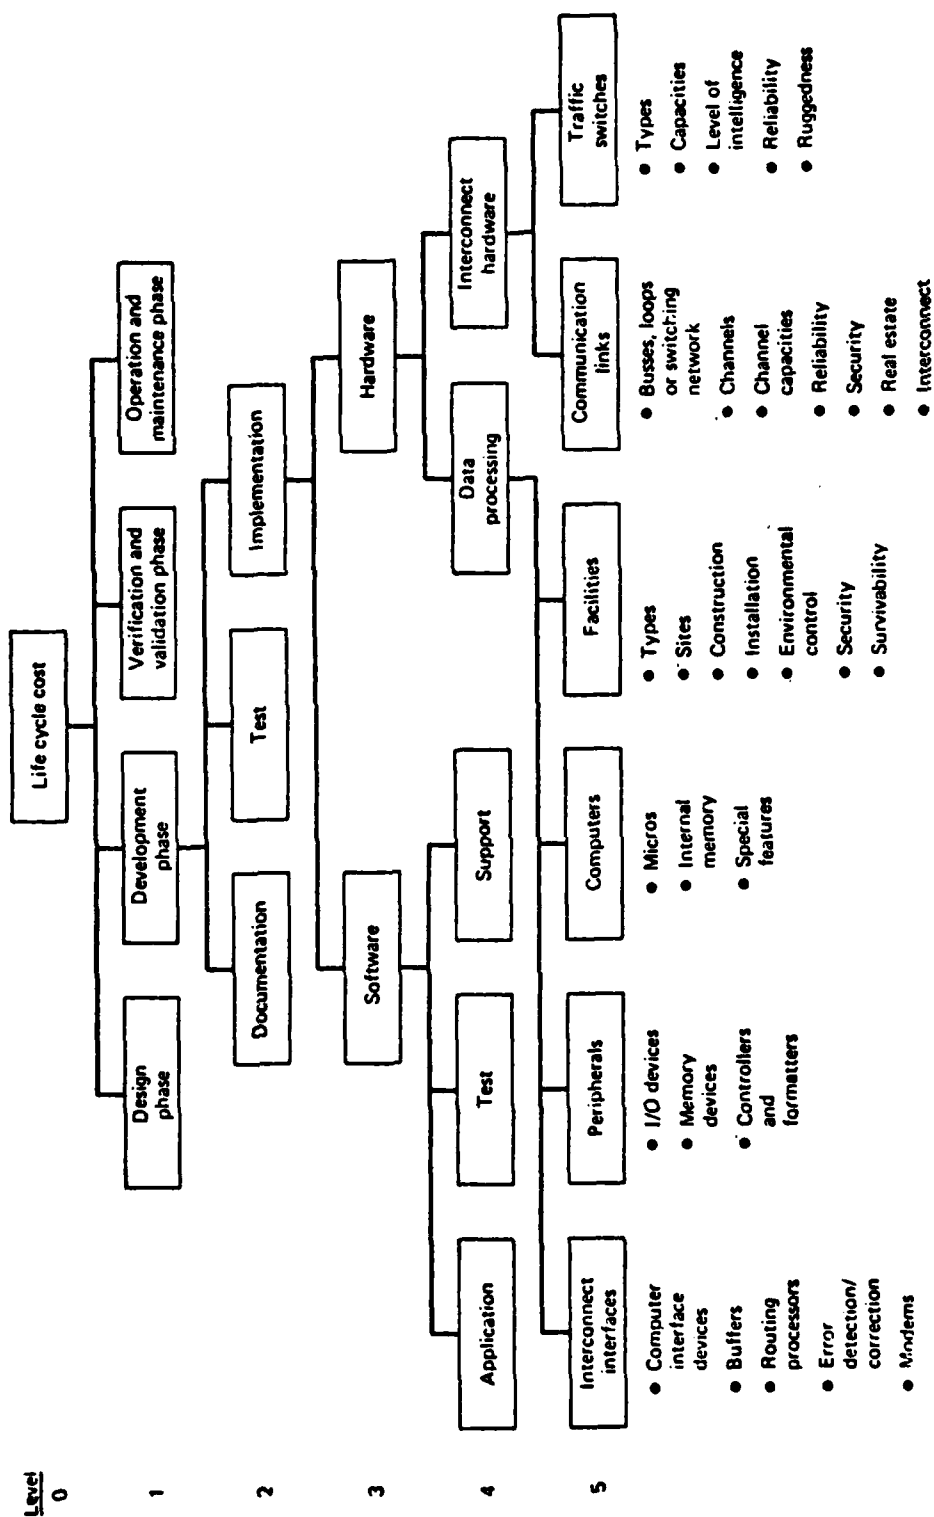 Level
0
Life cycle cost
1
Design
phase
Development
phase
Verification and
validation phase
Operation and
maintenance phase
2
Documentation
Test
Implementation
3
Software
Hardware
4
Application
Test
Support
Data
processing
Interconnect
hardware
5
Interconnect
interfaces
Peripherals
Computers
Facilities
Communication
links
Traffic
switches
● Computer
interface
devices
● Buffers
● Routing
processors
● Error
detection/
correction
● Modems
● I/O devices
● Memory
devices
● Controllers
and
formatters
● Micros
● Internal
memory
● Special
features
● Types
● Sites
● Construction
● Installation
● Environmental
control
● Security
● Survivability
● Busses, loops
or switching
network
● Channels
● Channel
capacities
● Reliability
● Security
● Real estate
● Interconnect
● Types
● Capacities
● Level of
intelligence
● Reliability
● Ruggedness